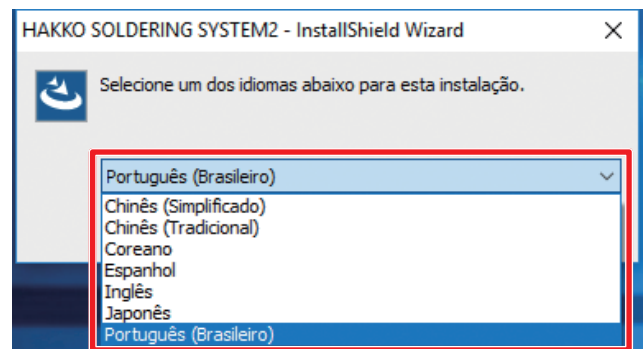 HAKKO SOLDERING SYSTEM2 - InstallShield Wizard
Selecione um dos idiomas abaixo para esta instalação.
Português (Brasileiro)
Chinês (Simplificado)
Chinês (Tradicional)
Coreano
Espanhol
Inglês
Japonês
Português (Brasileiro)